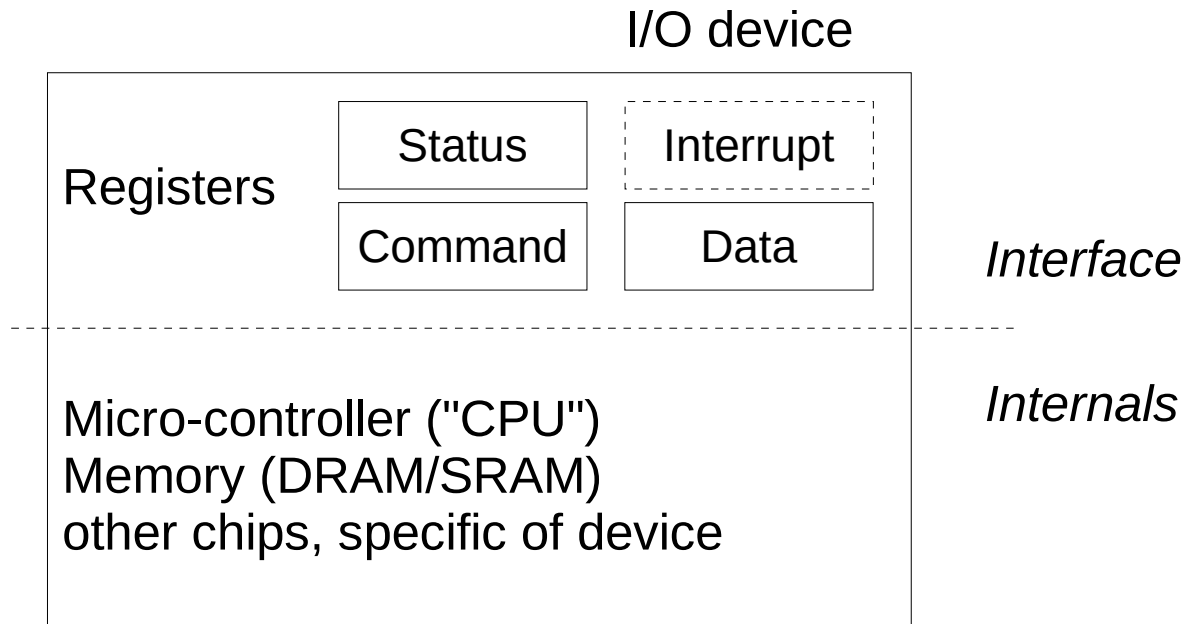 I/O device
Registers
Status
Interrupt
Command
Data
Interface
Internals
Micro-controller ("CPU")
Memory (DRAM/SRAM)
other chips, specific of device